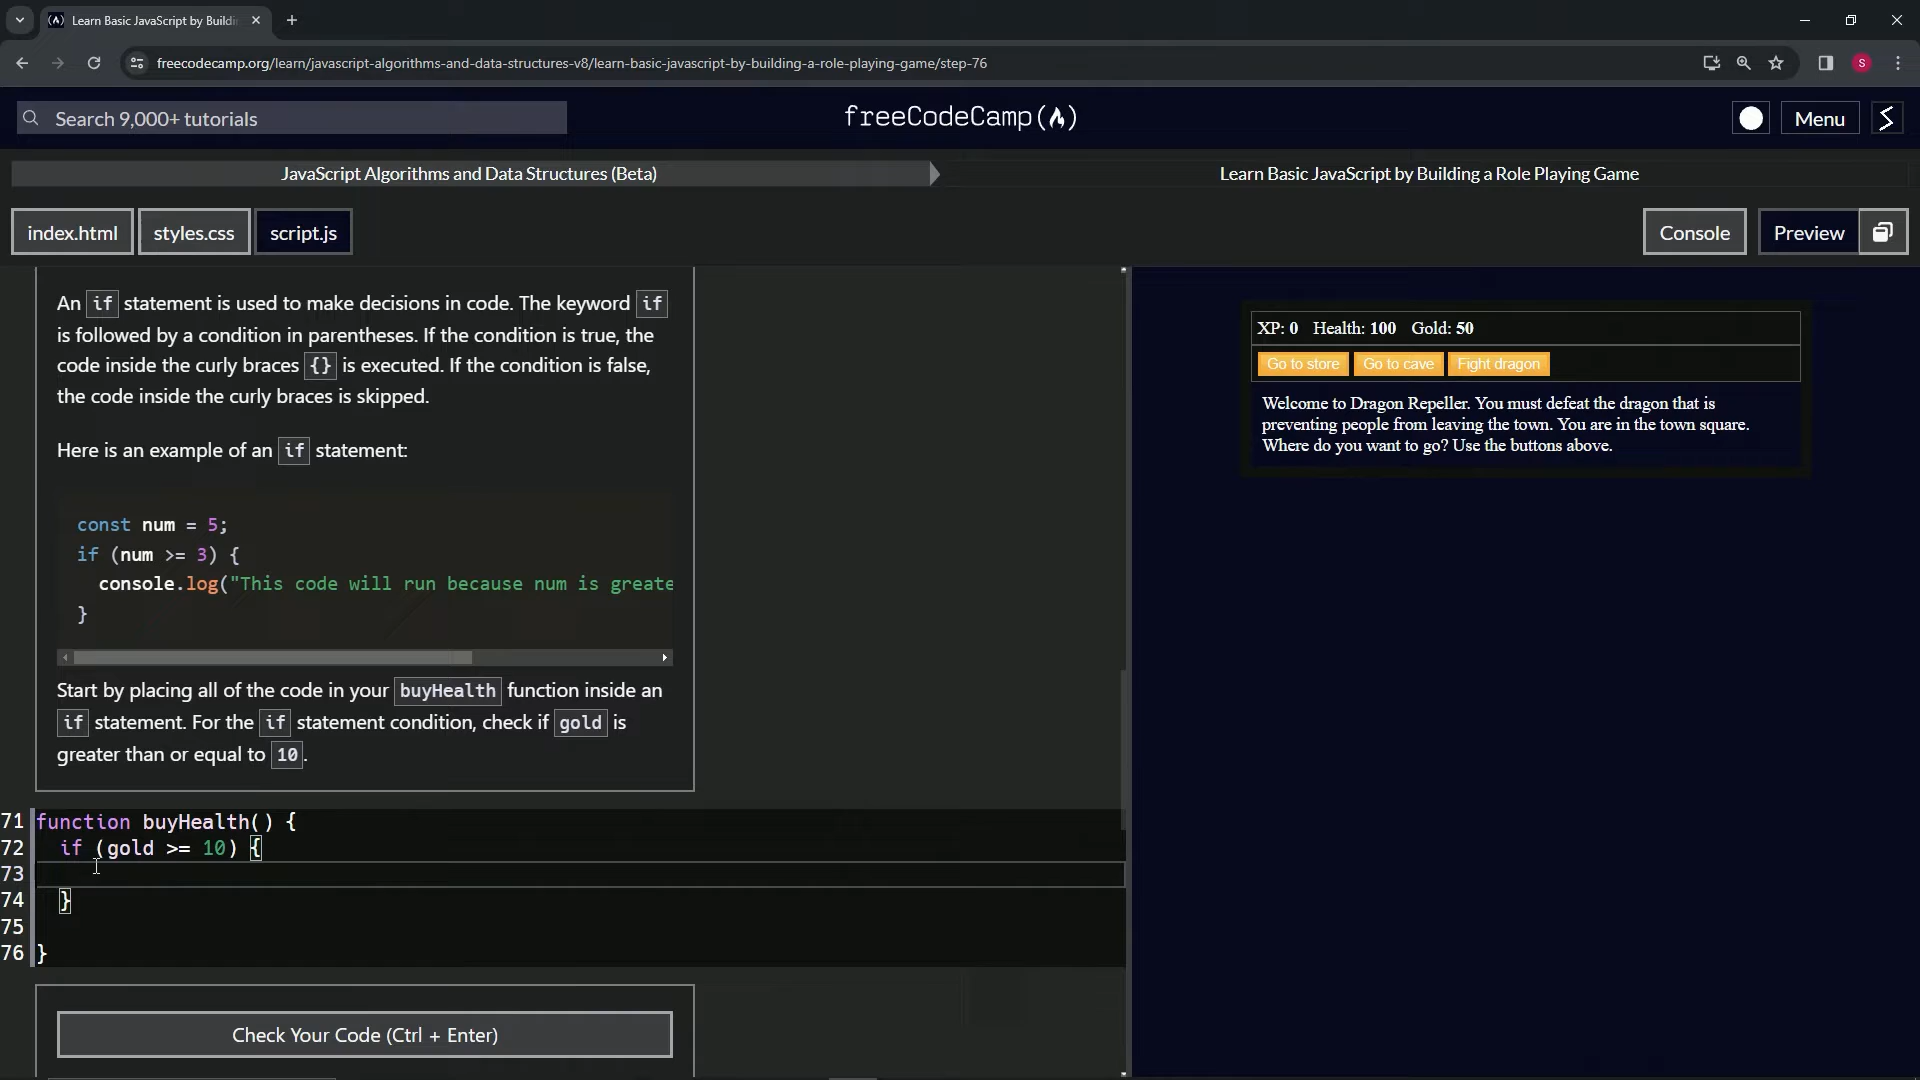 Learn Basic JavaScript by Buildi
freecodecamp.org/learn/javascript-algorithms-and-data-structures-v8/learn-basic-javascript-by-building-a-role-playing-game/step-76
S
Search 9,000+ tutorials
freeCodeCamp(
)
Menu
JavaScript Algorithms and Data Structures (Beta)
Learn Basic JavaScript by Building a Role Playing Game
index.html
styles.css
script.js
Console
Preview
An if statement is used to make decisions in code. The keyword if
is followed by a condition in parentheses. If the condition is true, the
code inside the curly braces {} is executed. If the condition is false,
the code inside the curly braces is skipped.
Here is an example of an if statement:
const num = 5;
if (num >= 3) {
console.log("This code will run because num is greate
}
Start by placing all of the code in your buyHealth function inside an
if statement. For the if statement condition, check if gold is
greater than or equal to 10.
71 function buyHealth() {
72 if (gold >= 10) {
73
74 }
75
76 }
Check Your Code (Ctrl + Enter)
XP: 0 Health: 100 Gold: 50
Go to store Go to cave Fight dragon
Welcome to Dragon Repeller. You must defeat the dragon that is
preventing people from leaving the town. You are in the town square.
Where do you want to go? Use the buttons above.